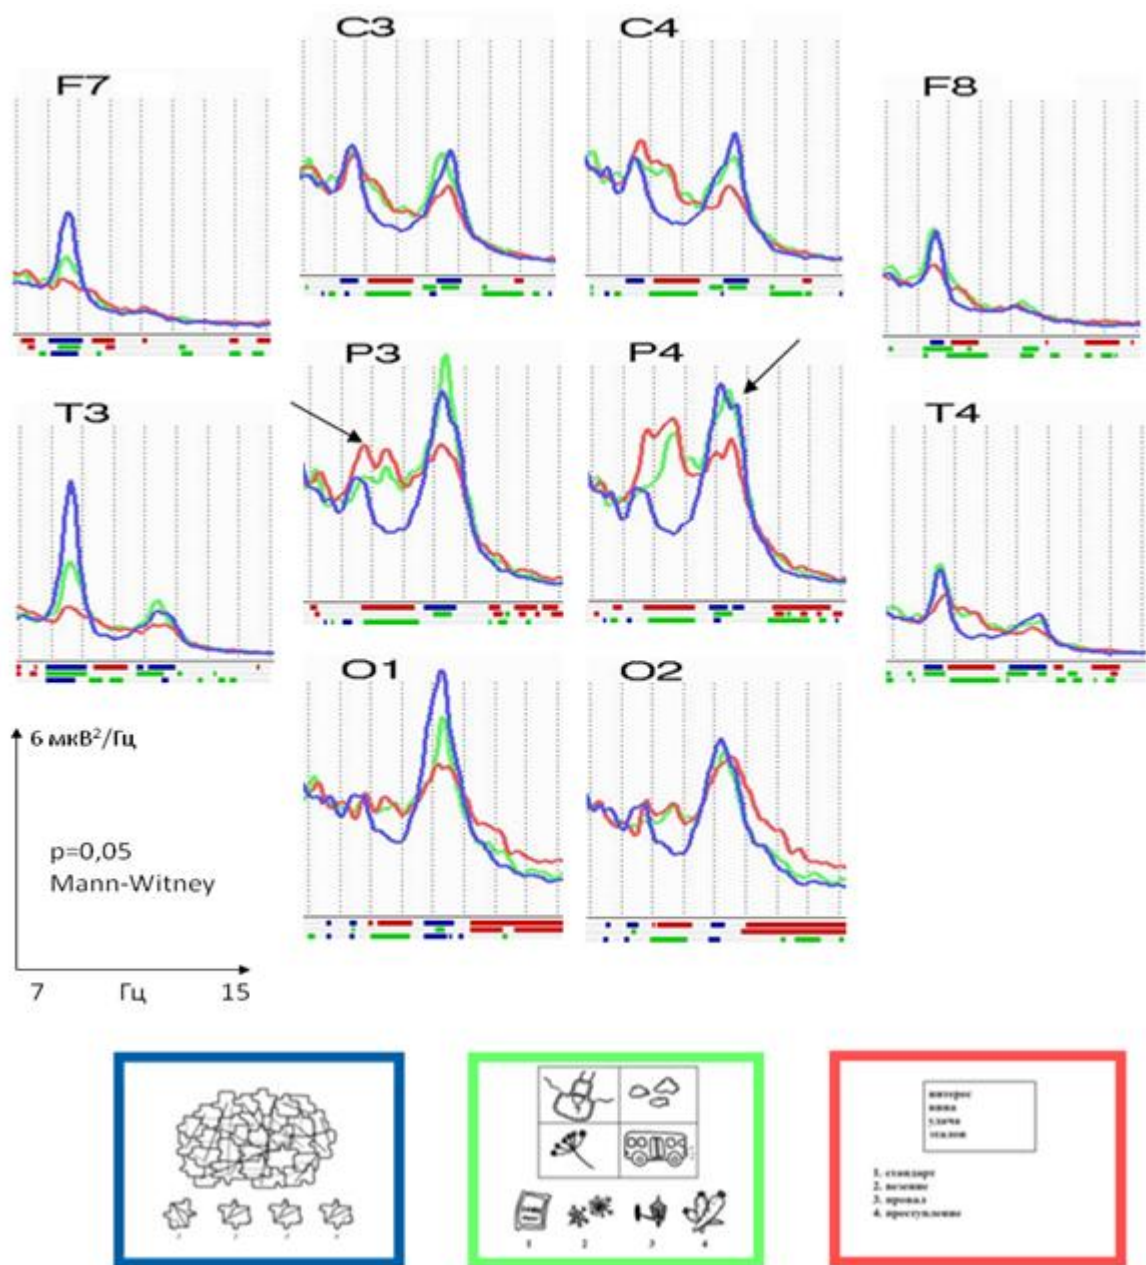 C3
C4
F7
F8
P3
P4
T3
T4
O1
O2
6 мкВ²/Гц
p=0,05
Mann-Witney
7 Гц 15
интерес
вина
удача
эталон
1. стандарт
2. везение
3. провал
4. преступление
1 2 3 4